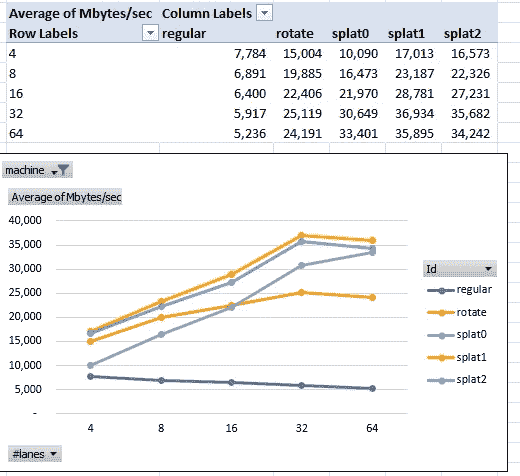 Average of Mbytes/sec Column Labels
Row Labels regular rotate splat0 splat1 splat2
4 7,784 15,004 10,090 17,013 16,573
8 6,891 19,885 16,473 23,187 22,326
16 6,400 22,406 21,970 28,781 27,231
32 5,917 25,119 30,649 36,934 35,682
64 5,236 24,191 33,401 35,895 34,242
machine
Average of Mbytes/sec
40,000
35,000
30,000
25,000
20,000
15,000
10,000
5,000
-
4 8 16 32 64
Id
regular
rotate
splat0
splat1
splat2
#lanes